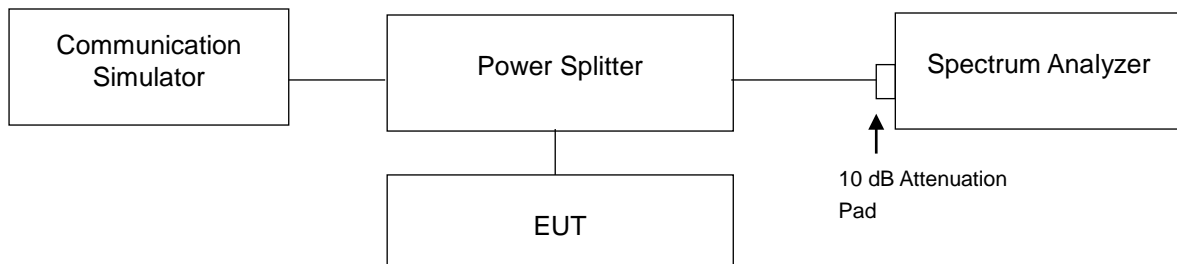 Communication
Simulator
Power Splitter
Spectrum Analyzer
10 dB Attenuation
Pad
EUT